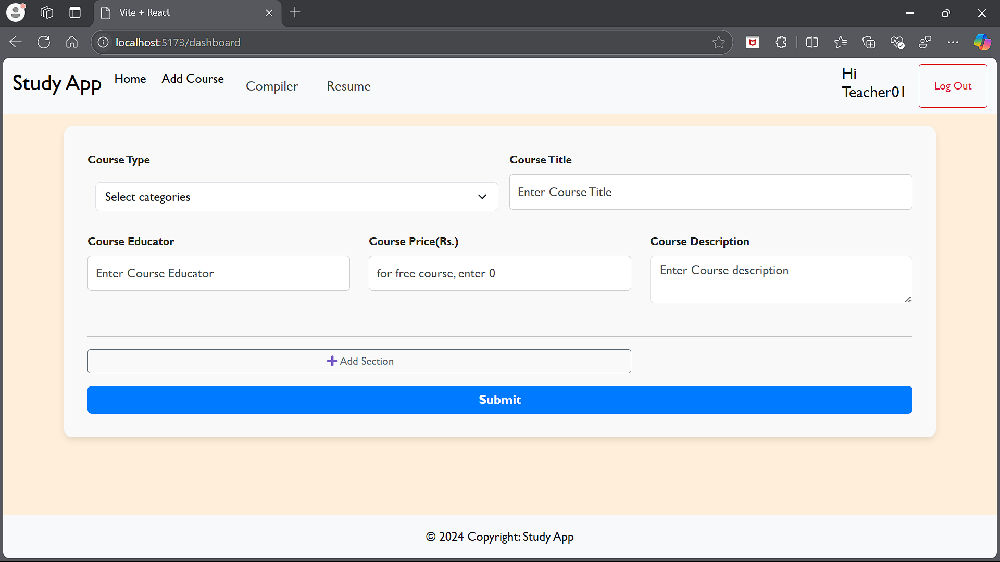 Vite + React
localhost:5173/dashboard
Study App Home Add Course Compiler Resume Hi Teacher01 Log Out
Course Type Course Title
Select categories Enter Course Title
Course Educator Course Price(Rs.) Course Description
Enter Course Educator for free course, enter 0 Enter Course description
Add Section
Submit
© 2024 Copyright: Study App